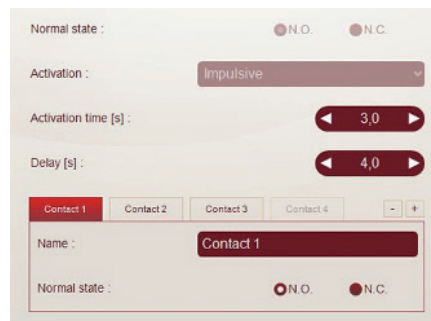 Normal state : N.O. N.C.
Activation : Impulsive
Activation time [s] : 3,0
Delay [s] : 4,0
Contact 1 Contact 2 Contact 3 Contact 4 - +
Name : Contact 1
Normal state : N.O. N.C.